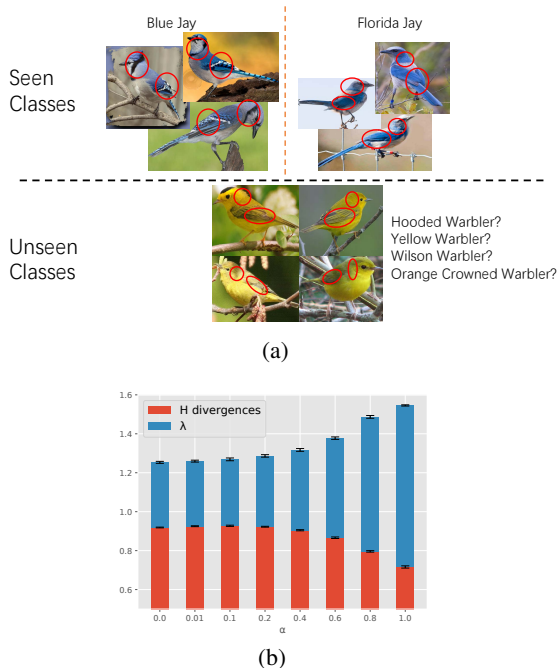 Blue Jay
Florida Jay
Seen
Classes
Unseen
Classes
Hooded Warbler?
Yellow Warbler?
Wilson Warbler?
Orange Crowned Warbler?
(a)
1.6
1.4
1.2
1.0
0.8
0.6
H divergences
λ
0.0 0.01 0.1 0.2 0.4 0.6 0.8 1.0
α
(b)